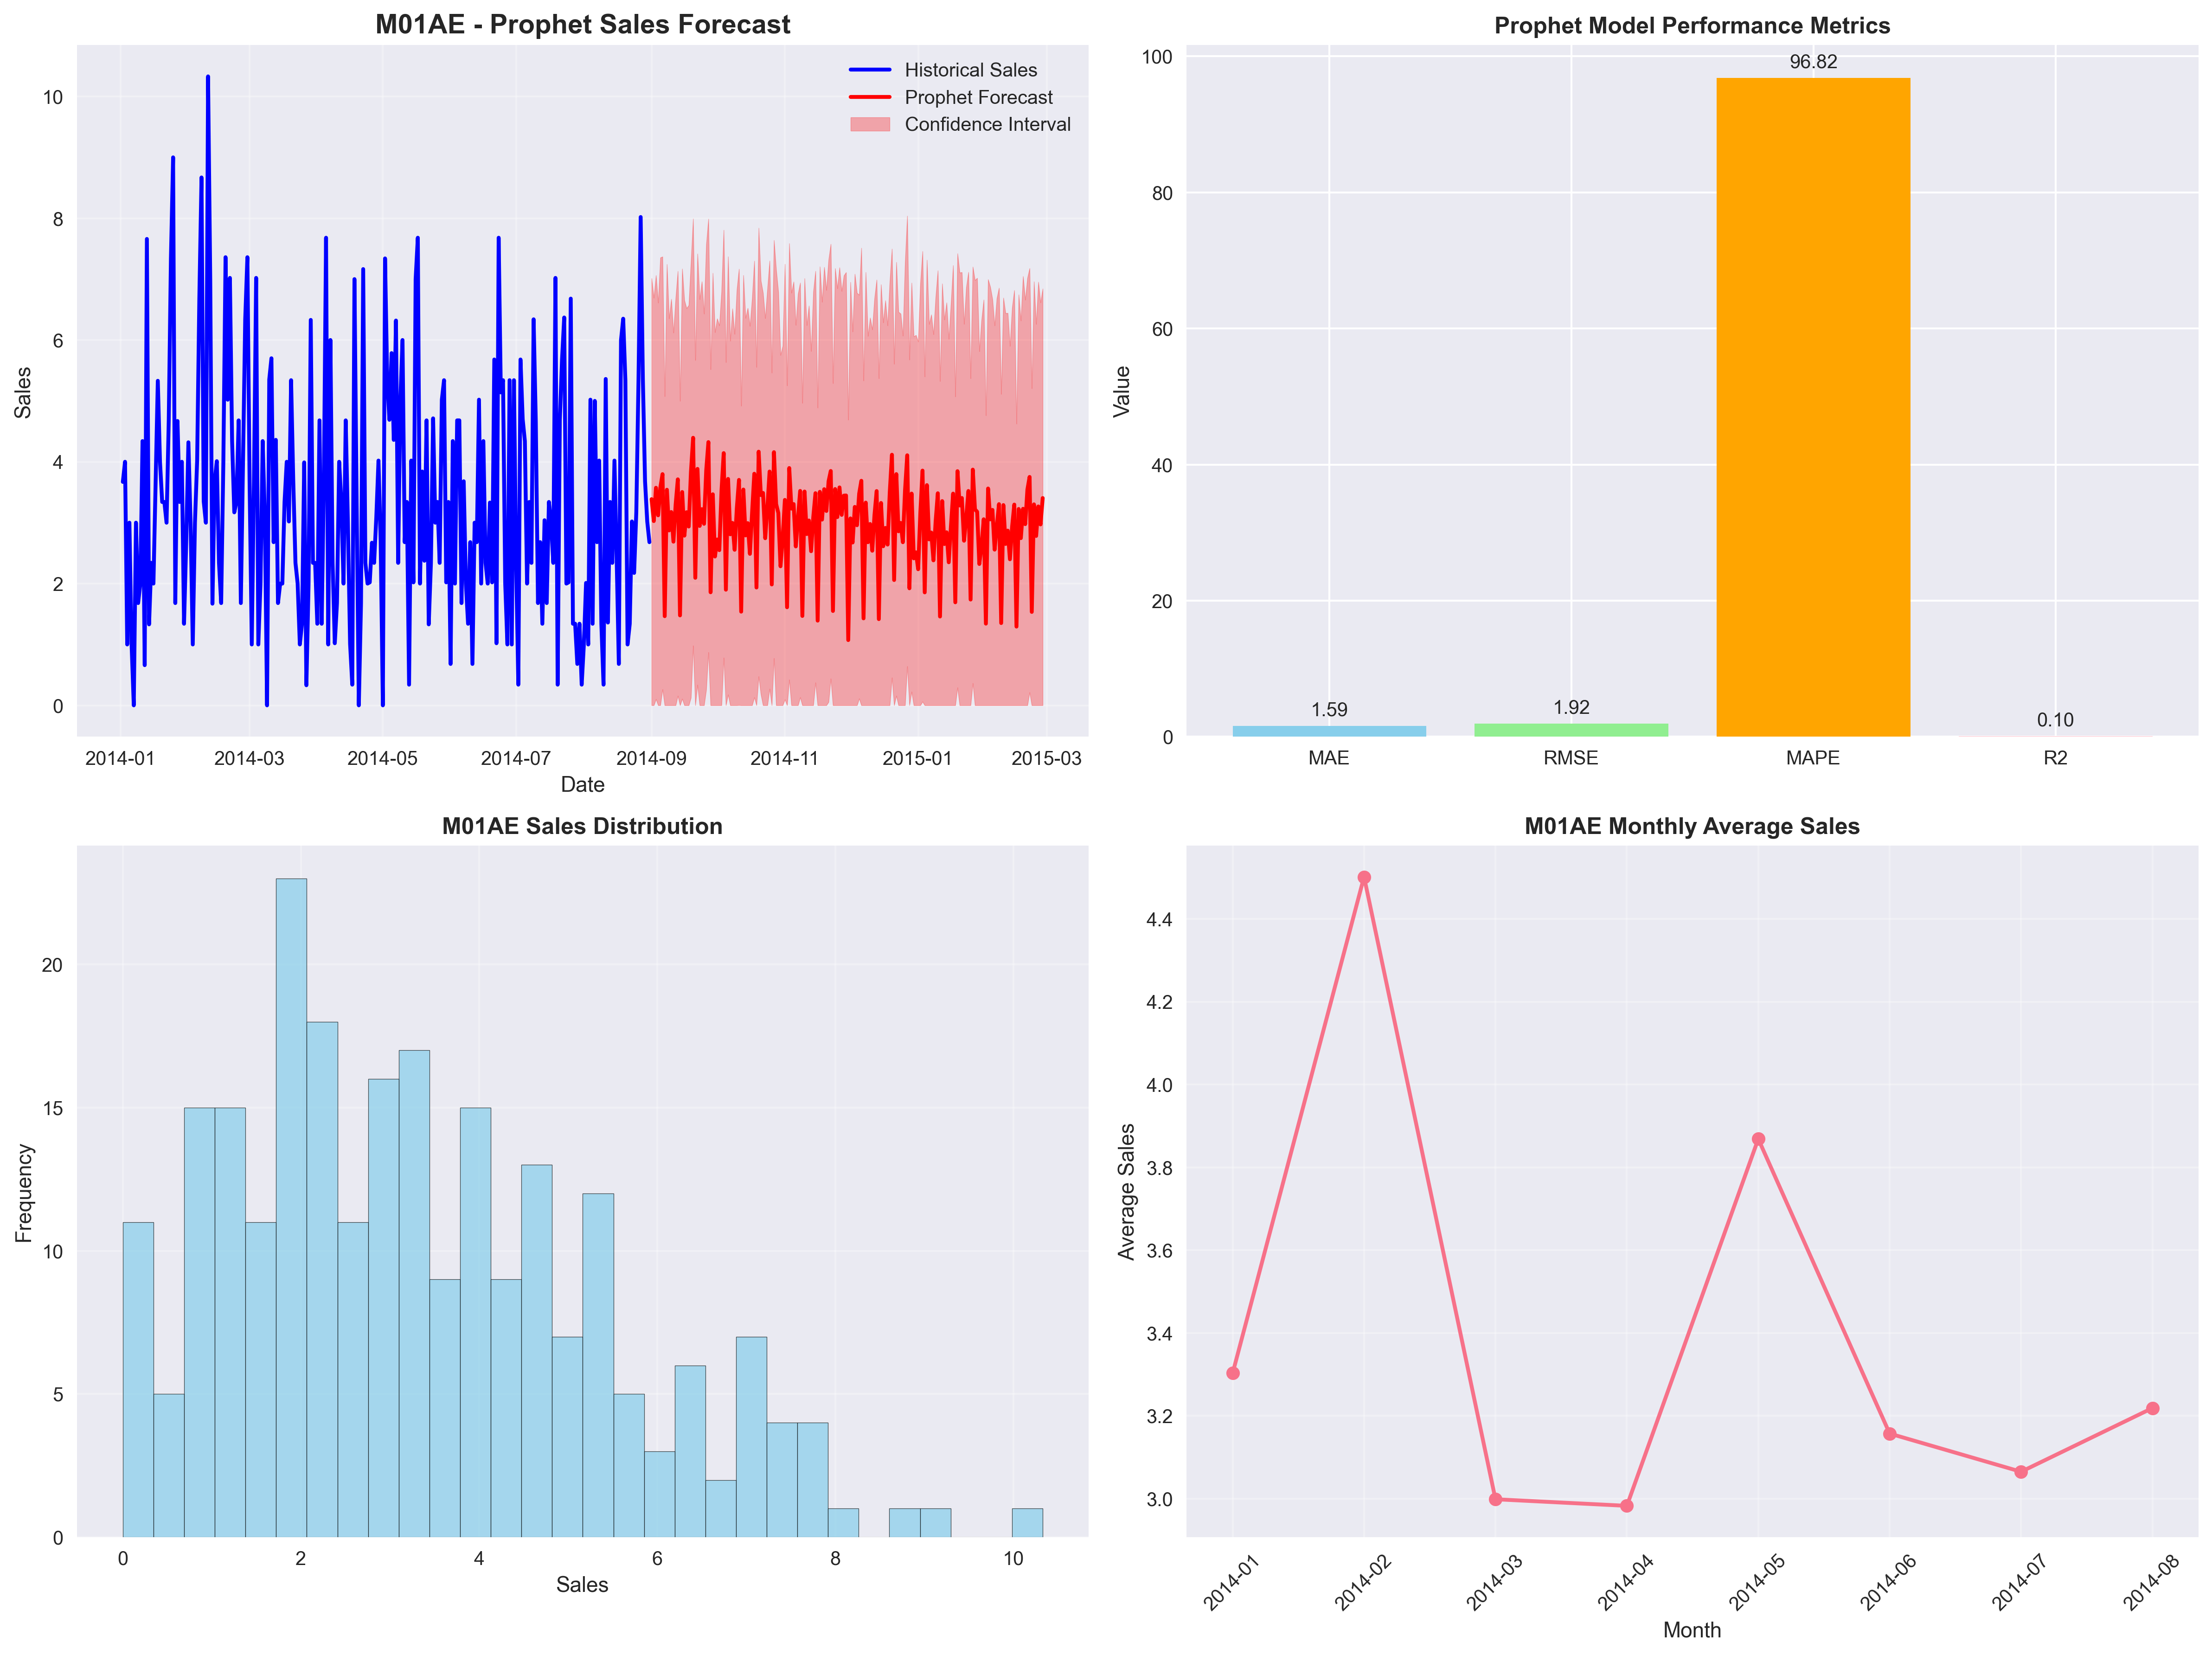 M01AE - Prophet Sales Forecast
Historical Sales
Prophet Forecast
Confidence Interval
Sales
10
8
6
4
2
0
2014-01
2014-03
2014-05
2014-07
2014-09
2014-11
2015-01
2015-03
Date
Prophet Model Performance Metrics
Value
100
80
60
40
20
0
1.59
1.92
96.82
0.10
MAE
RMSE
MAPE
R2
M01AE Sales Distribution
Frequency
20
15
10
5
0
0
2
4
6
8
10
Sales
M01AE Monthly Average Sales
Average Sales
4.4
4.2
4.0
3.8
3.6
3.4
3.2
3.0
2014-01
2014-02
2014-03
2014-04
2014-05
2014-06
2014-07
2014-08
Month